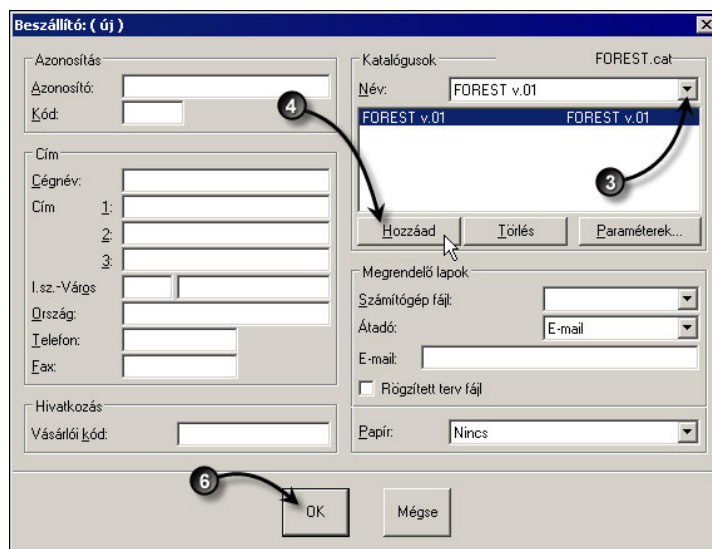 Beszállító: ( új )
Azonosítás
Azonosító:
Kód:
Cím
Cégnév:
Cím 1:
2:
3:
I.sz.-Város
Ország:
Telefon:
Fax:
Hivatkozás
Vásárlói kód:
Katalógusok FOREST.cat
Név: FOREST v.01
FOREST v.01 FOREST v.01
4
3
Hozzáad Törlés Paraméterek...
Megrendelő lapok
Számítógép fájl:
Átadó: E-mail
E-mail:
Rögzített terv fájl
Papír: Nincs
6
OK Mégse